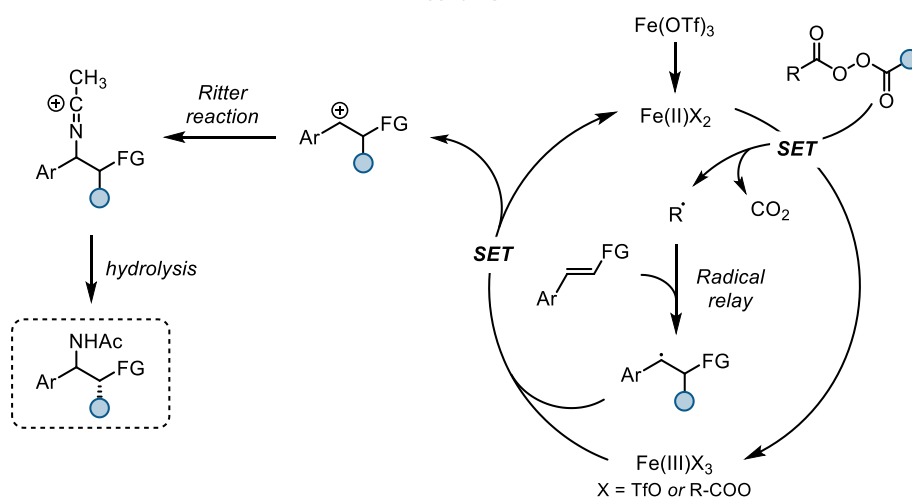 Fe(OTf)₃
O
R
O
O
O
Fe(II)X₂
SET
CO₂
R•
FG
Ar
Radical
relay
Ar
FG
Fe(III)X₃
X = TfO or R-COO
SET
Ar
FG
Ritter
reaction
CH₃
C
N
Ar
FG
hydrolysis
NHAc
Ar
FG